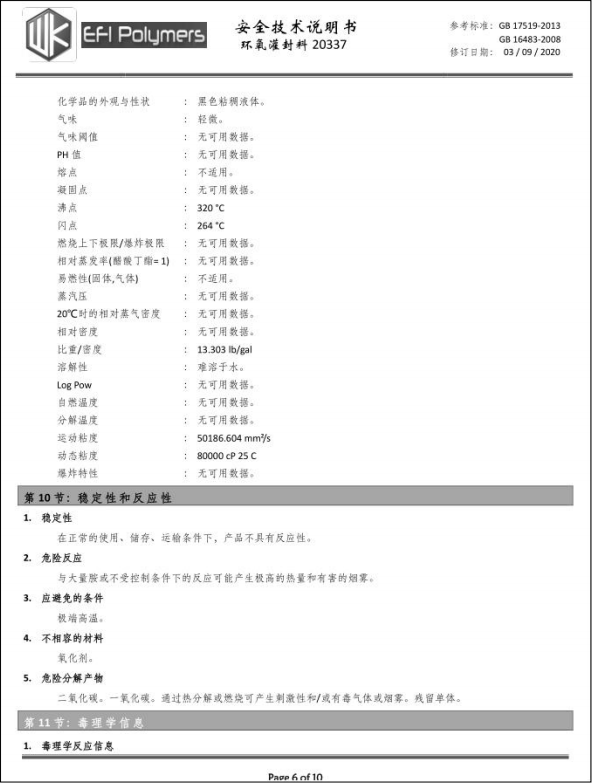 EFI Polymers
安全技术说明书
环氧灌封料 20337
参考标准: GB 17519-2013
GB 16483-2008
修订日期: 03 / 09 / 2020
化学品的外观与性状 : 黑色粘稠液体。
气味 : 轻微。
气味阈值 : 无可用数据。
PH 值 : 无可用数据。
熔点 : 不适用。
凝固点 : 无可用数据。
沸点 : 320 °C
闪点 : 264 °C
燃烧上下极限/爆炸极限 : 无可用数据。
相对蒸发率(醋酸丁酯= 1) : 无可用数据。
易燃性(固体,气体) : 不适用。
蒸汽压 : 无可用数据。
20℃时的相对蒸气密度 : 无可用数据。
相对密度 : 无可用数据。
比重/密度 : 13.303 lb/gal
溶解性 : 难溶于水。
Log Pow : 无可用数据。
自燃温度 : 无可用数据。
分解温度 : 无可用数据。
运动粘度 : 50186.604 mm²/s
动态粘度 : 80000 cP 25 C
爆炸特性 : 无可用数据。
第 10 节: 稳定性和反应性
1. 稳定性
在正常的使用、储存、运输条件下，产品不具有反应性。
2. 危险反应
与大量胺或不受控制条件下的反应可能产生极高的热量和有害的烟雾。
3. 应避免的条件
极端高温。
4. 不相容的材料
氧化剂。
5. 危险分解产物
二氧化碳。一氧化碳。通过热分解或燃烧可产生刺激性和/或有毒气体或烟雾。残留单体。
第 11 节: 毒理学信息
1. 毒理学反应信息
Page 6 of 10